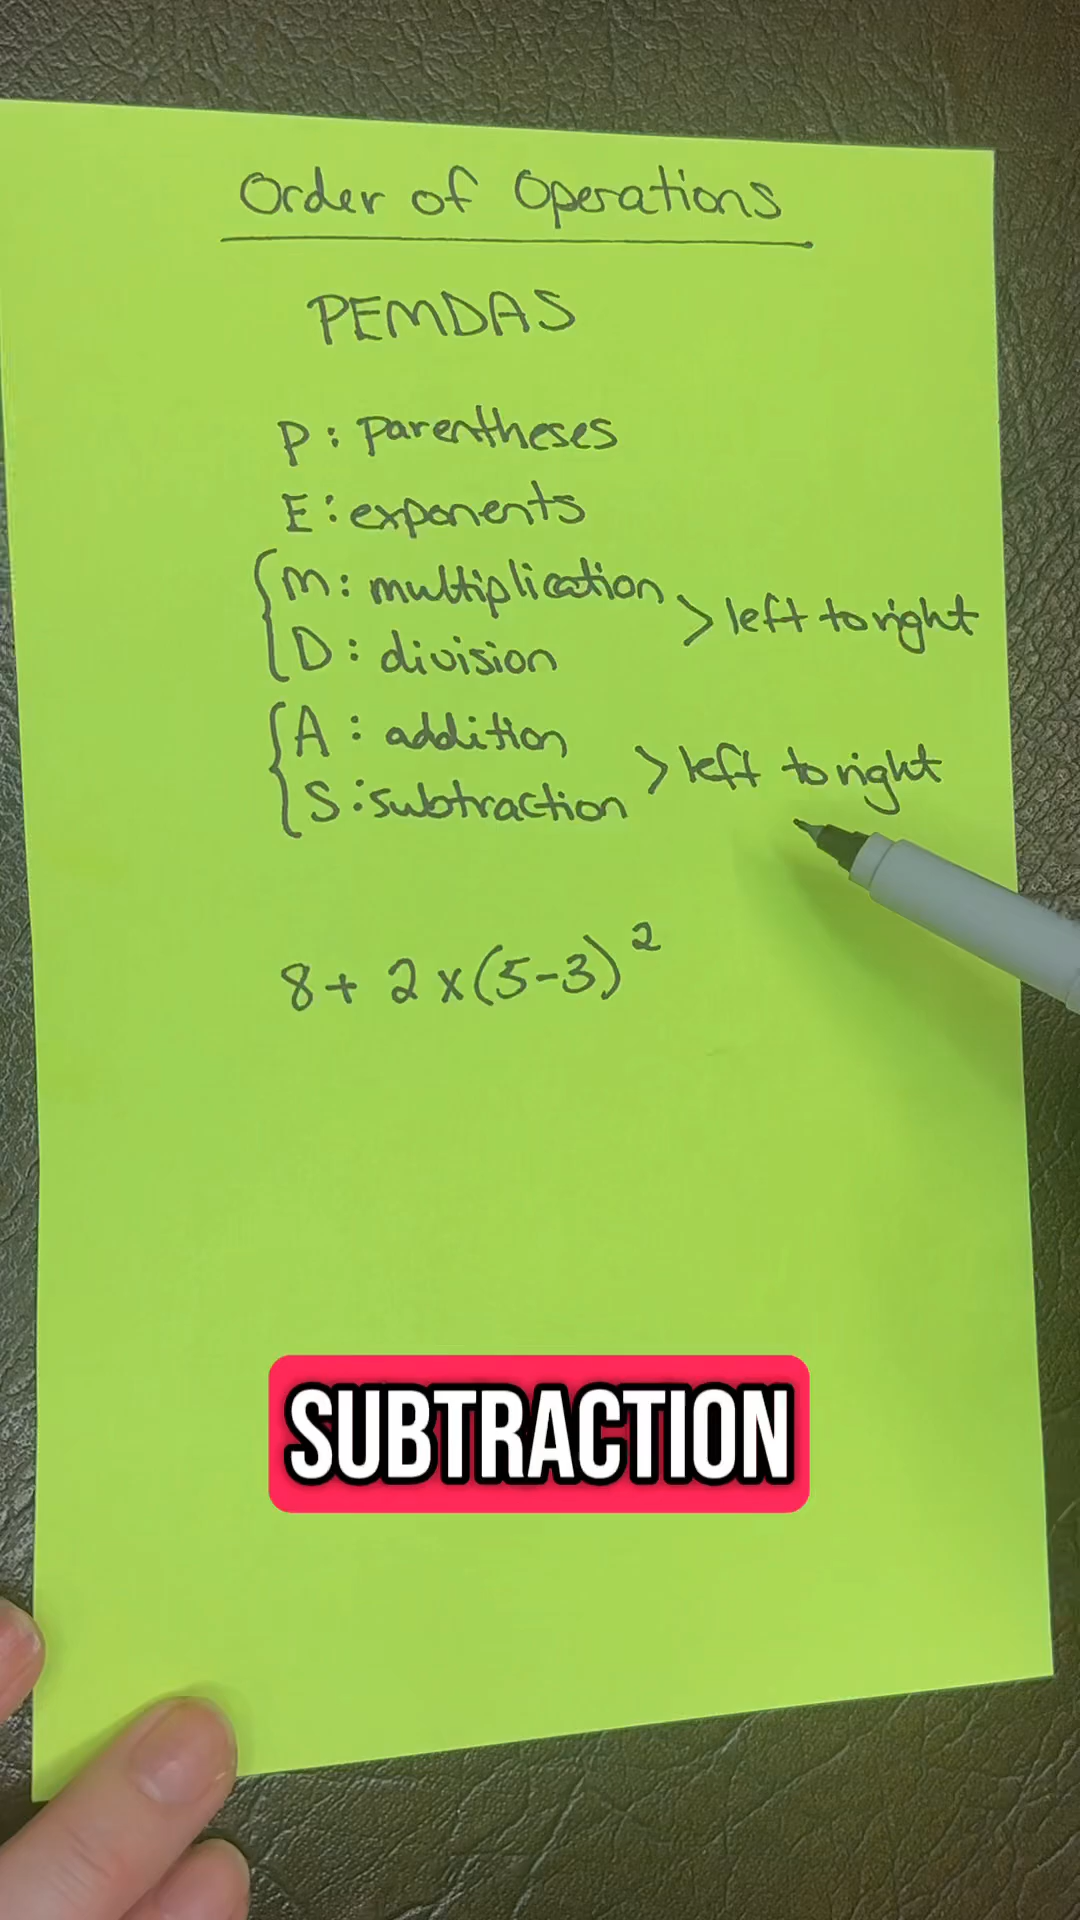 Order of Operations
PEMDAS
P: parentheses
E: exponents
M: multiplication
D: division
> left to right
A: addition
S: subtraction
> left to right
8 + 2 x (5-3)²
SUBTRACTION